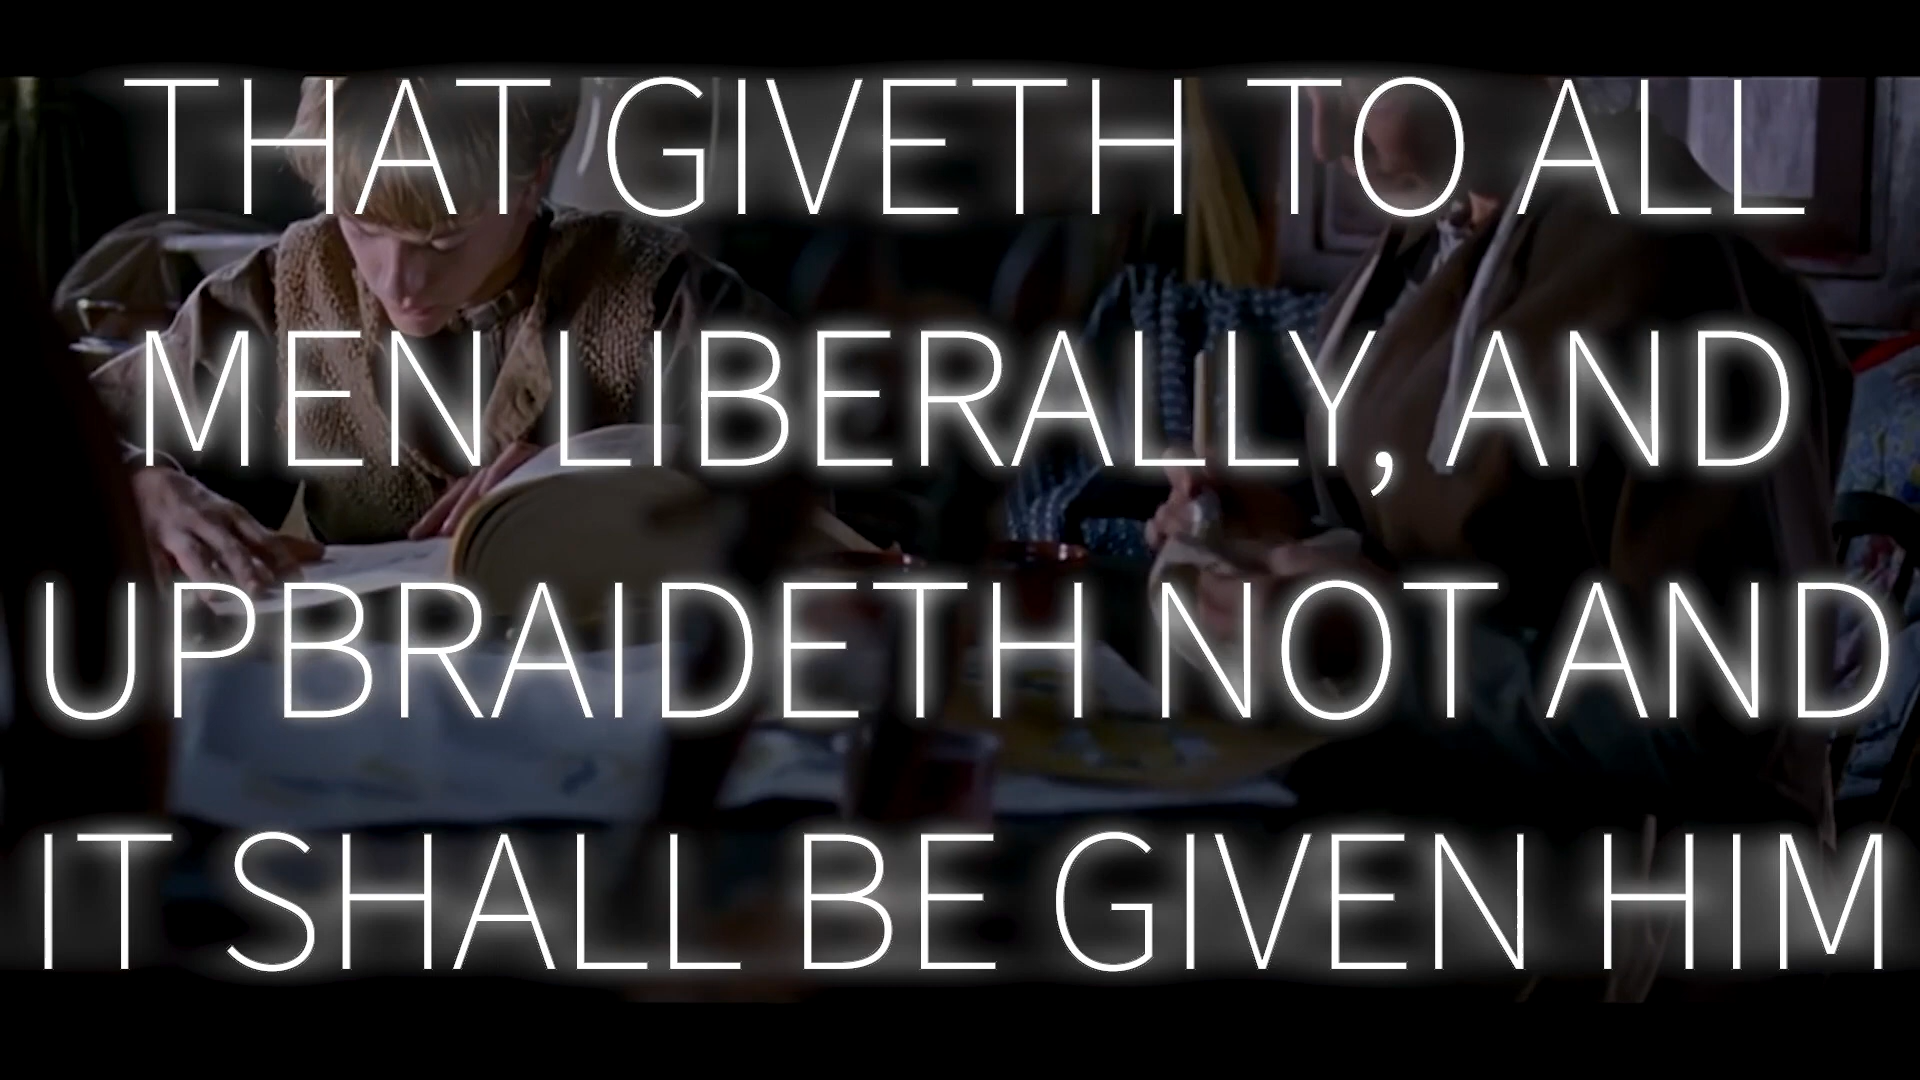 THAT GIVETH TO ALL
MEN LIBERALLY, AND
UPBRAIDETH NOT AND
IT SHALL BE GIVEN HIM